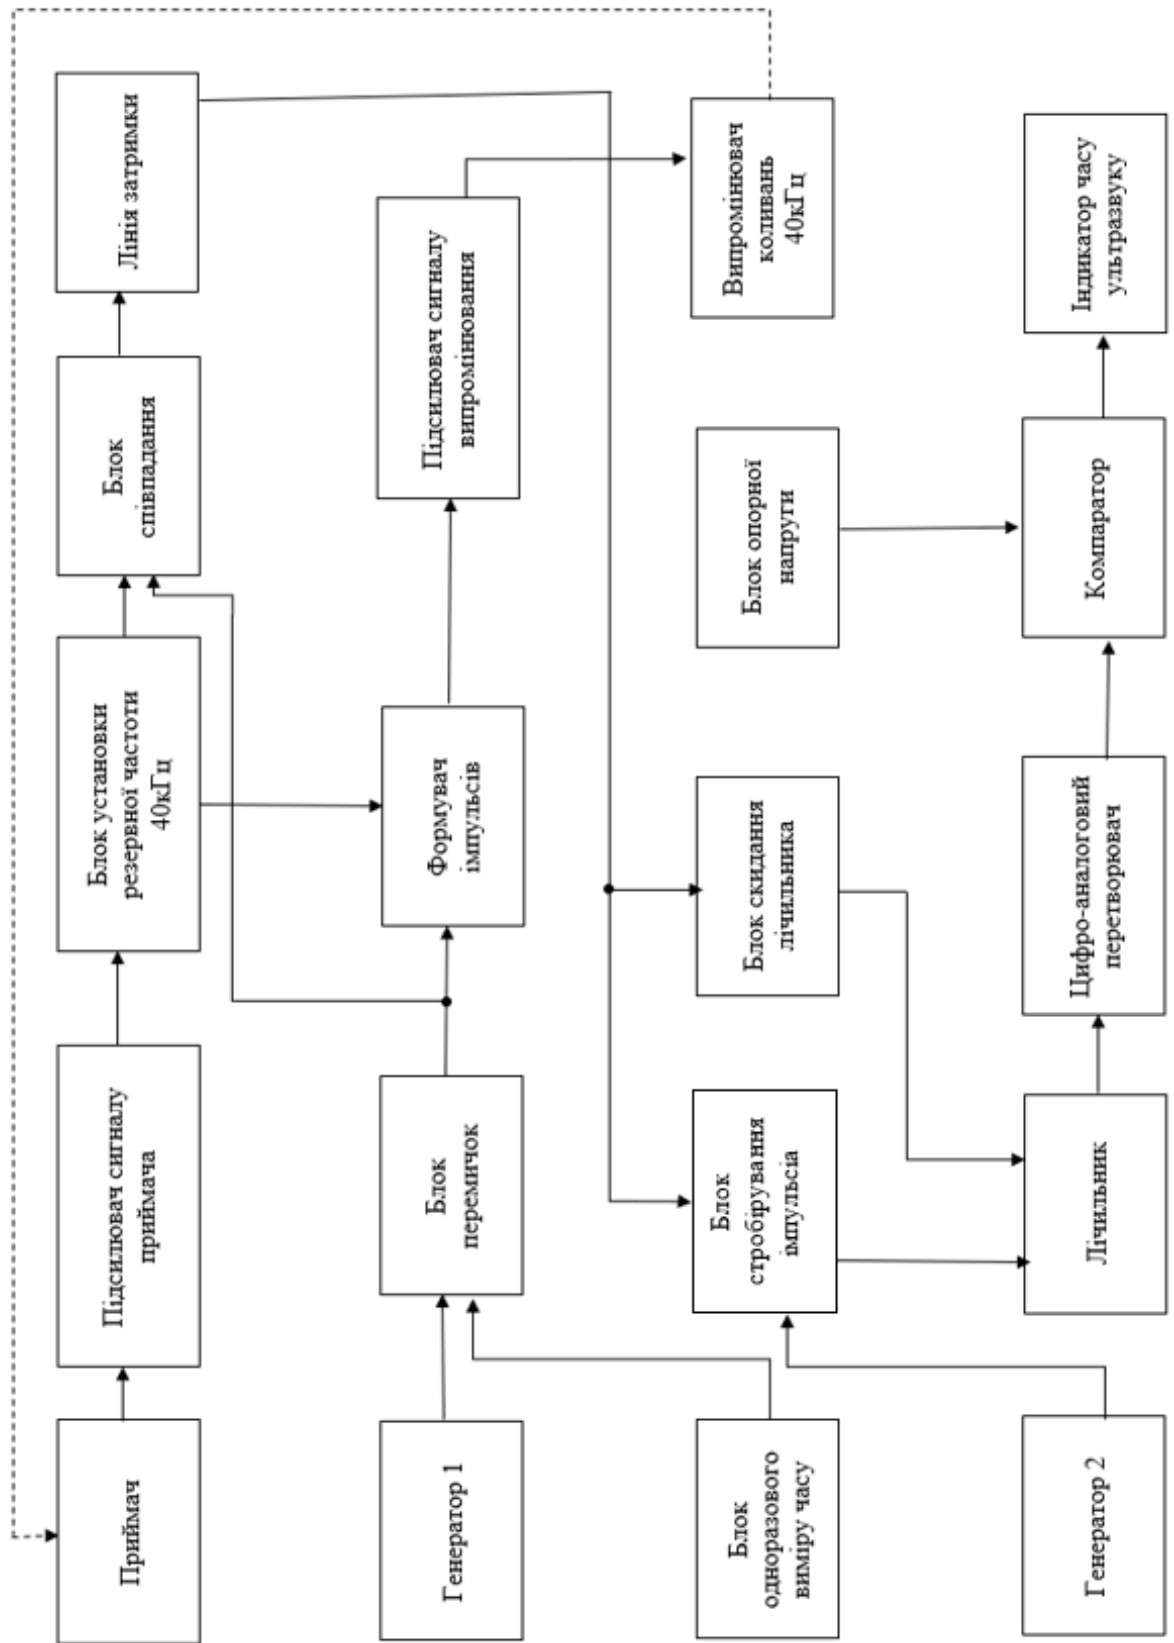 Приймач
Підсилювач сигналу
приймача
Блок установки
резервної частоти
40кГц
Блок
співпадання
Лінія затримки
Генератор 1
Блок
перемичок
Формувач
імпульсів
Підсилювач сигналу
випромінювання
Блок
одноразового
виміру часу
Блок
стробірування
імпульсіа
Блок скидання
лічильника
Блок опорної
напруги
Випромінювач
коливань
40кГц
Генератор 2
Лічильник
Цифро-аналоговий
перетворювач
Компаратор
Індикатор часу
ультразвуку